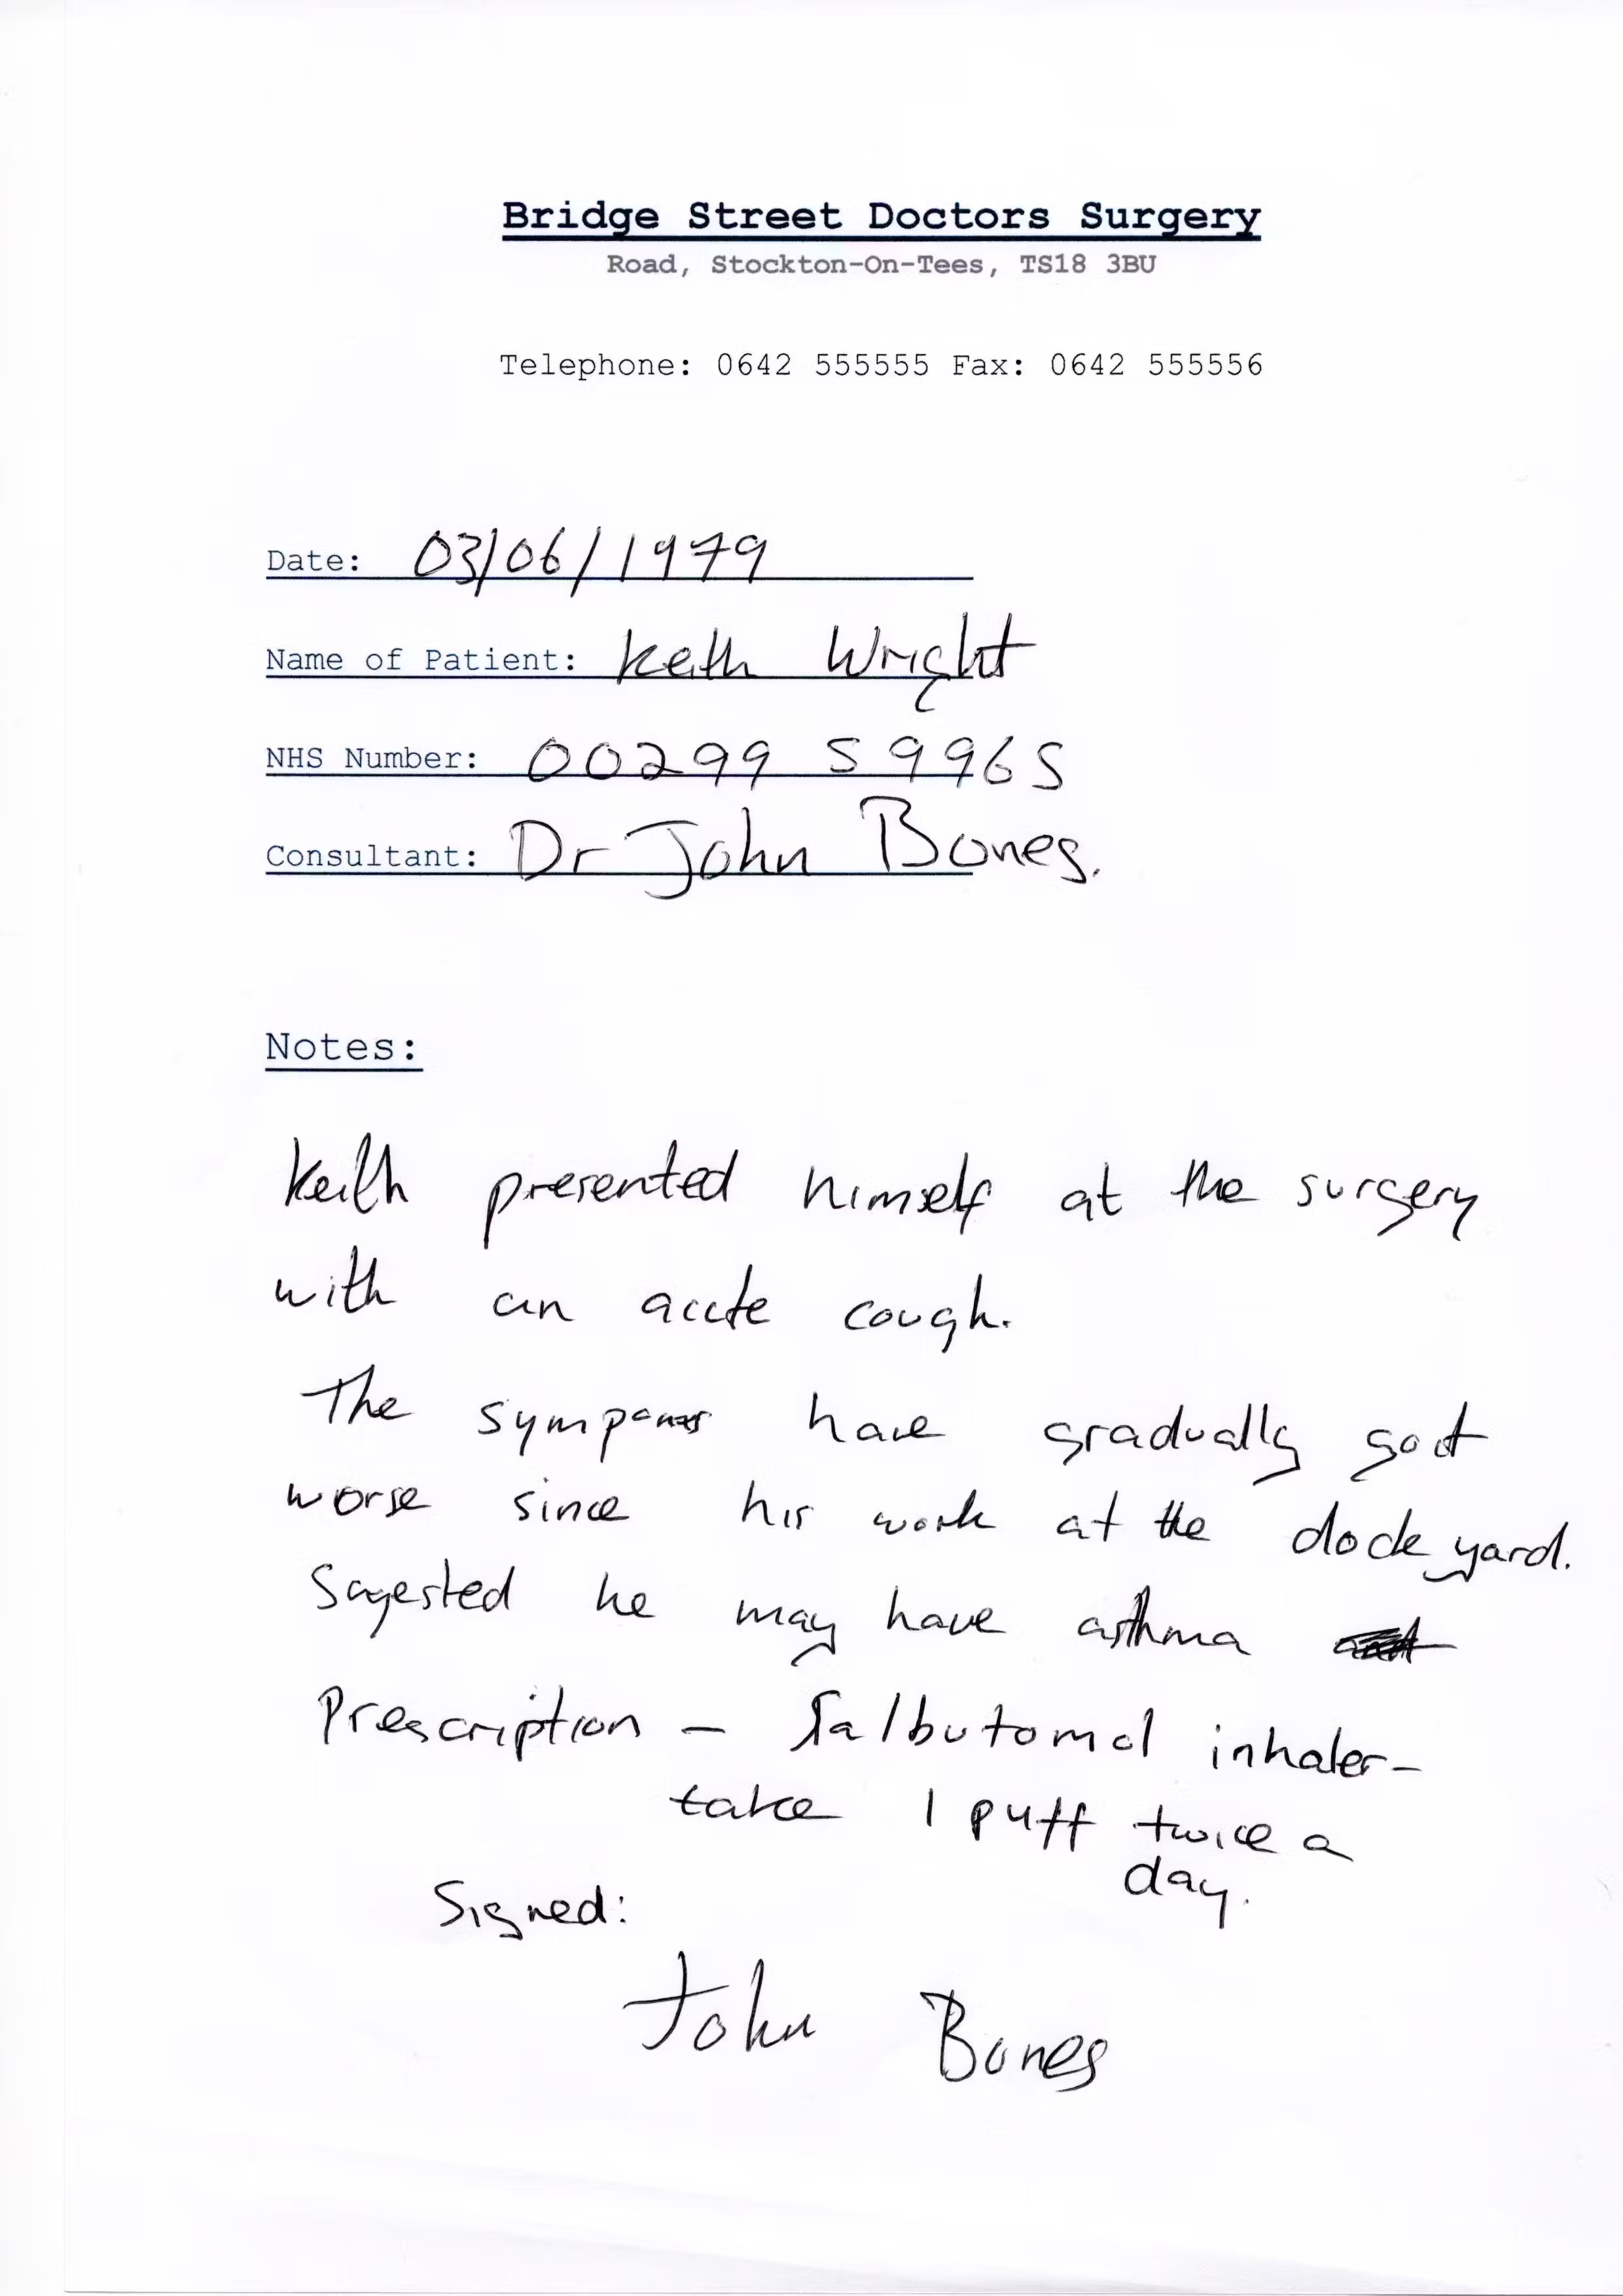 Bridge Street Doctors Surgery
Road, Stockton-On-Tees, TS18 3BU
Telephone: 0642 555555 Fax: 0642 555556
Date: 03/06/1979
Name of Patient: Keith Wright
NHS Number: 00299 59965
Consultant: Dr John Bones.
Notes:
Keith presented himself at the surgery
with an acute cough.
The have gradually got
worse since his work at the dock yard.
Sugested he may have asthma
Prescription - Salbutomol inhaler-
take 1 puff twice a
day.
Signed:
John Bones